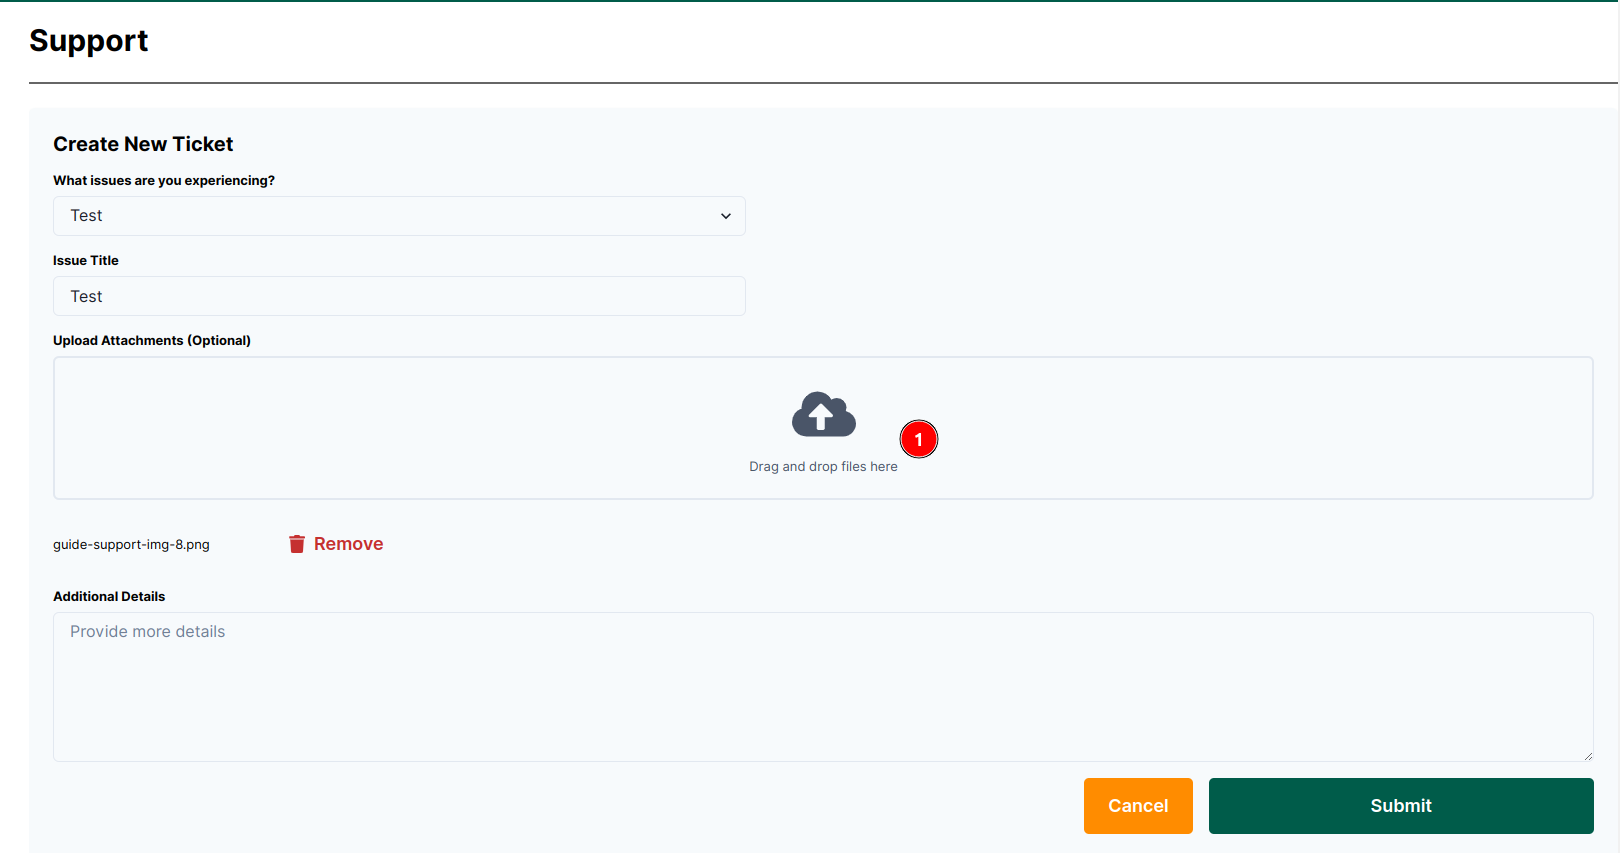 Support
Create New Ticket
What issues are you experiencing?
Test
Issue Title
Test
Upload Attachments (Optional)
1
Drag and drop files here
guide-support-img-8.png
Remove
Additional Details
Provide more details
Cancel
Submit